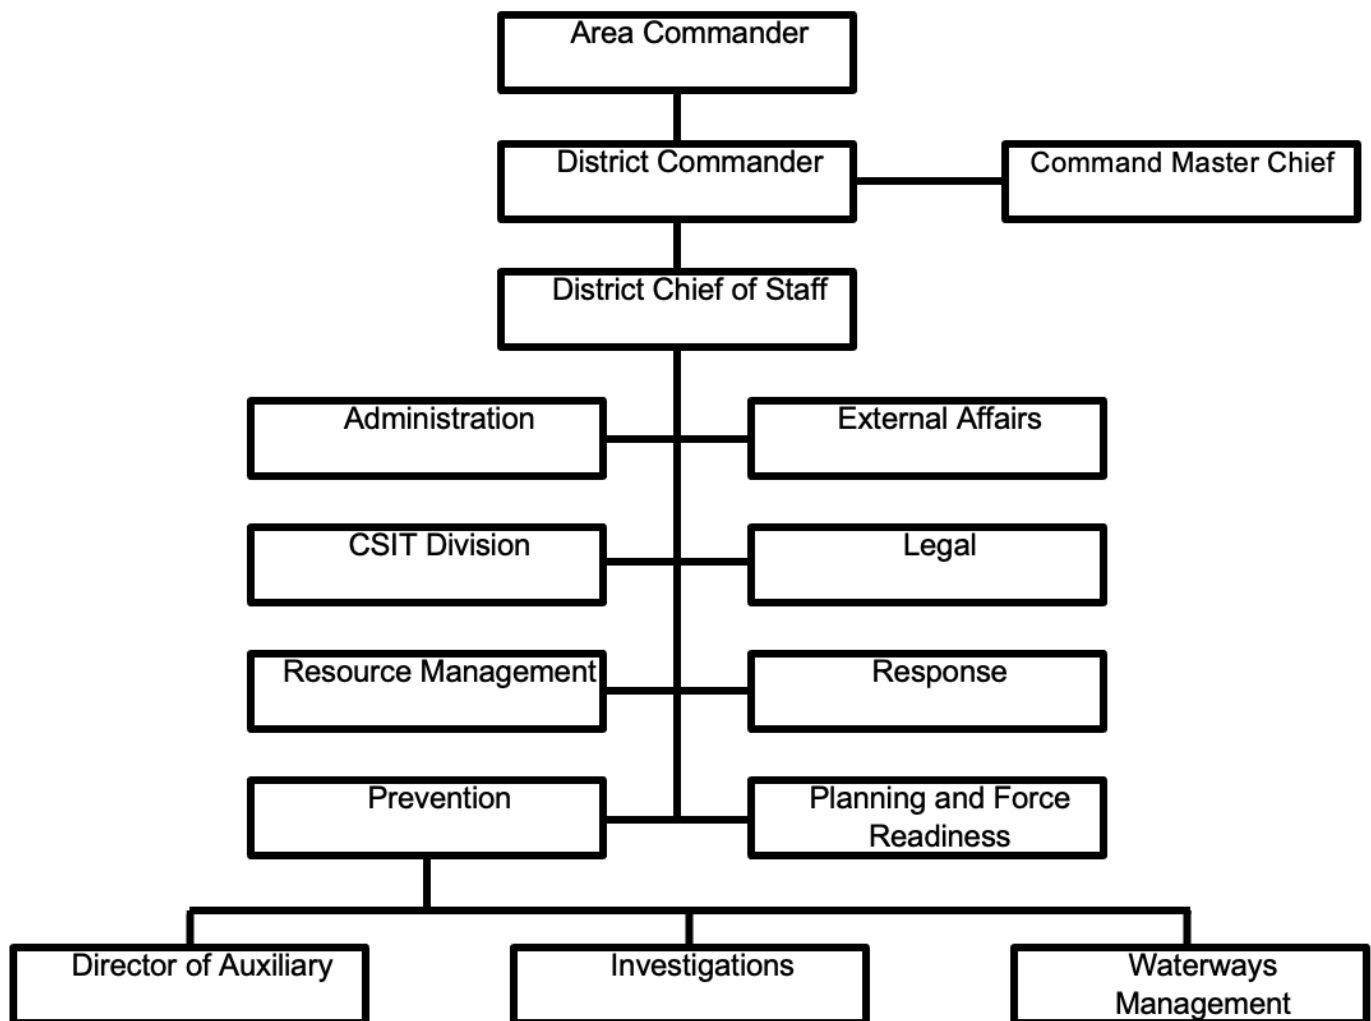 Area Commander
District Commander
Command Master Chief
District Chief of Staff
Administration
External Affairs
CSIT Division
Legal
Resource Management
Response
Prevention
Planning and Force
Readiness
Director of Auxiliary
Investigations
Waterways
Management